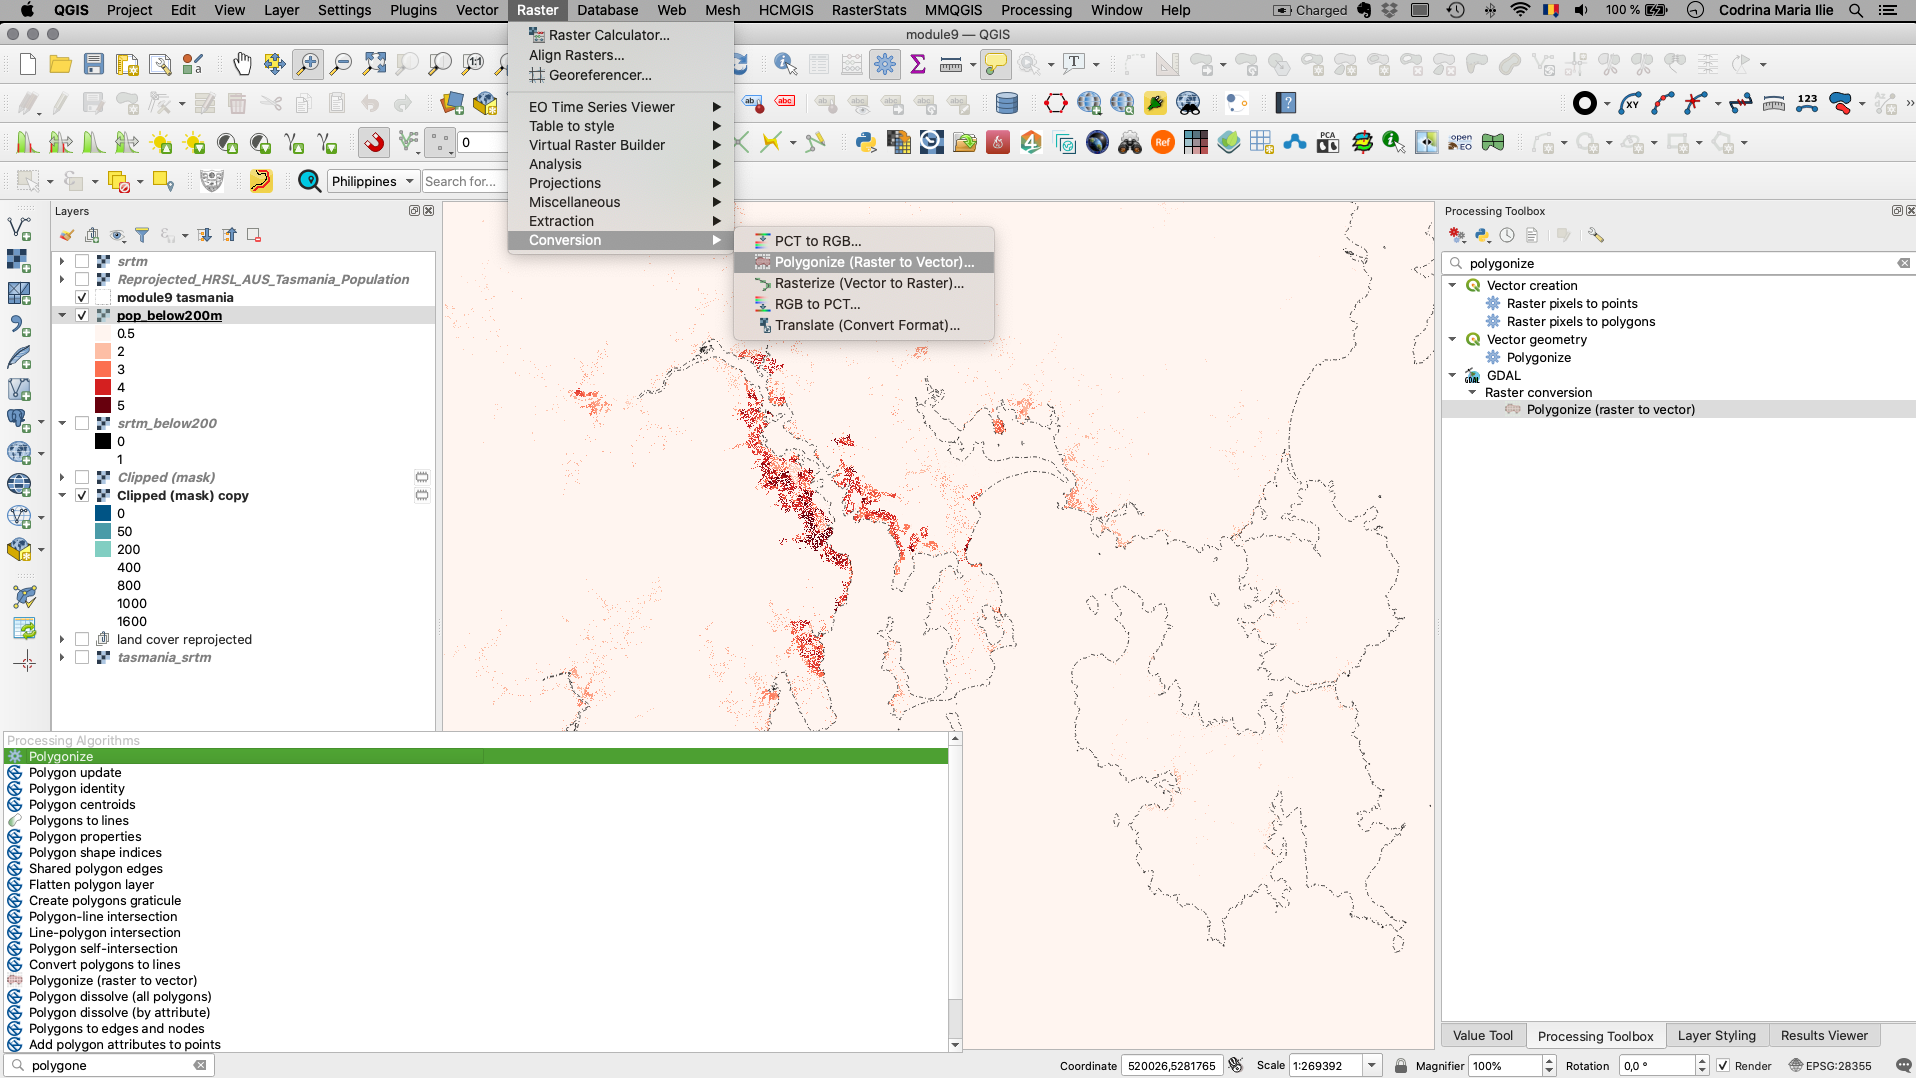 QGIS Project Edit View Layer Settings Plugins Vector Raster Database Web Mesh HCMGIS RasterStats MMQGIS Processing Window Help Charged 100 % Codrina Maria Ilie
module9 — QGIS
Raster Calculator...
Align Rasters...
Georeferencer...
EO Time Series Viewer
Table to style
Virtual Raster Builder
Analysis
Projections
Miscellaneous
Extraction
Conversion
PCT to RGB...
Polygonize (Raster to Vector)...
Rasterize (Vector to Raster)...
RGB to PCT...
Translate (Convert Format)...
0
Philippines
Search for...
Layers
srtm
Reprojected_HRSL_AUS_Tasmania_Population
module9 tasmania
pop_below200m
0.5
2
3
4
5
srtm_below200
0
1
Clipped (mask)
Clipped (mask) copy
0
50
200
400
800
1000
1600
land cover reprojected
tasmania_srtm
Processing Toolbox
polygonize
Vector creation
Raster pixels to points
Raster pixels to polygons
Vector geometry
Polygonize
GDAL
Raster conversion
Polygonize (raster to vector)
Processing Algorithms
Polygonize
Polygon update
Polygon identity
Polygon centroids
Polygons to lines
Polygon properties
Polygon shape indices
Shared polygon edges
Flatten polygon layer
Create polygons graticule
Polygon-line intersection
Line-polygon intersection
Polygon self-intersection
Convert polygons to lines
Polygonize (raster to vector)
Polygon dissolve (all polygons)
Polygon dissolve (by attribute)
Polygons to edges and nodes
Add polygon attributes to points
Value Tool Processing Toolbox Layer Styling Results Viewer
polygone
Coordinate 520026,5281765 Scale 1:269392 Magnifier 100% Rotation 0,0 ° Render EPSG:28355